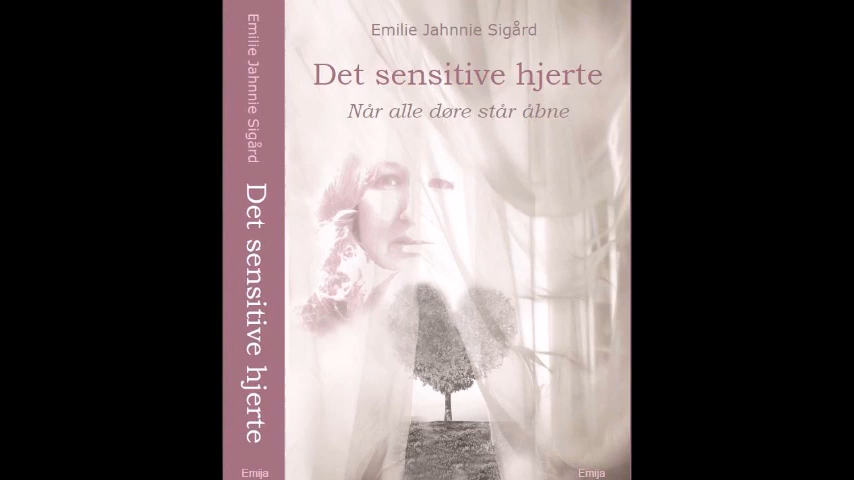 Emilie Jahnnie Sigård
Det sensitive hjerte
Emija
Emilie Jahnnie Sigård
Det sensitive hjerte
Når alle døre står åbne
Emija